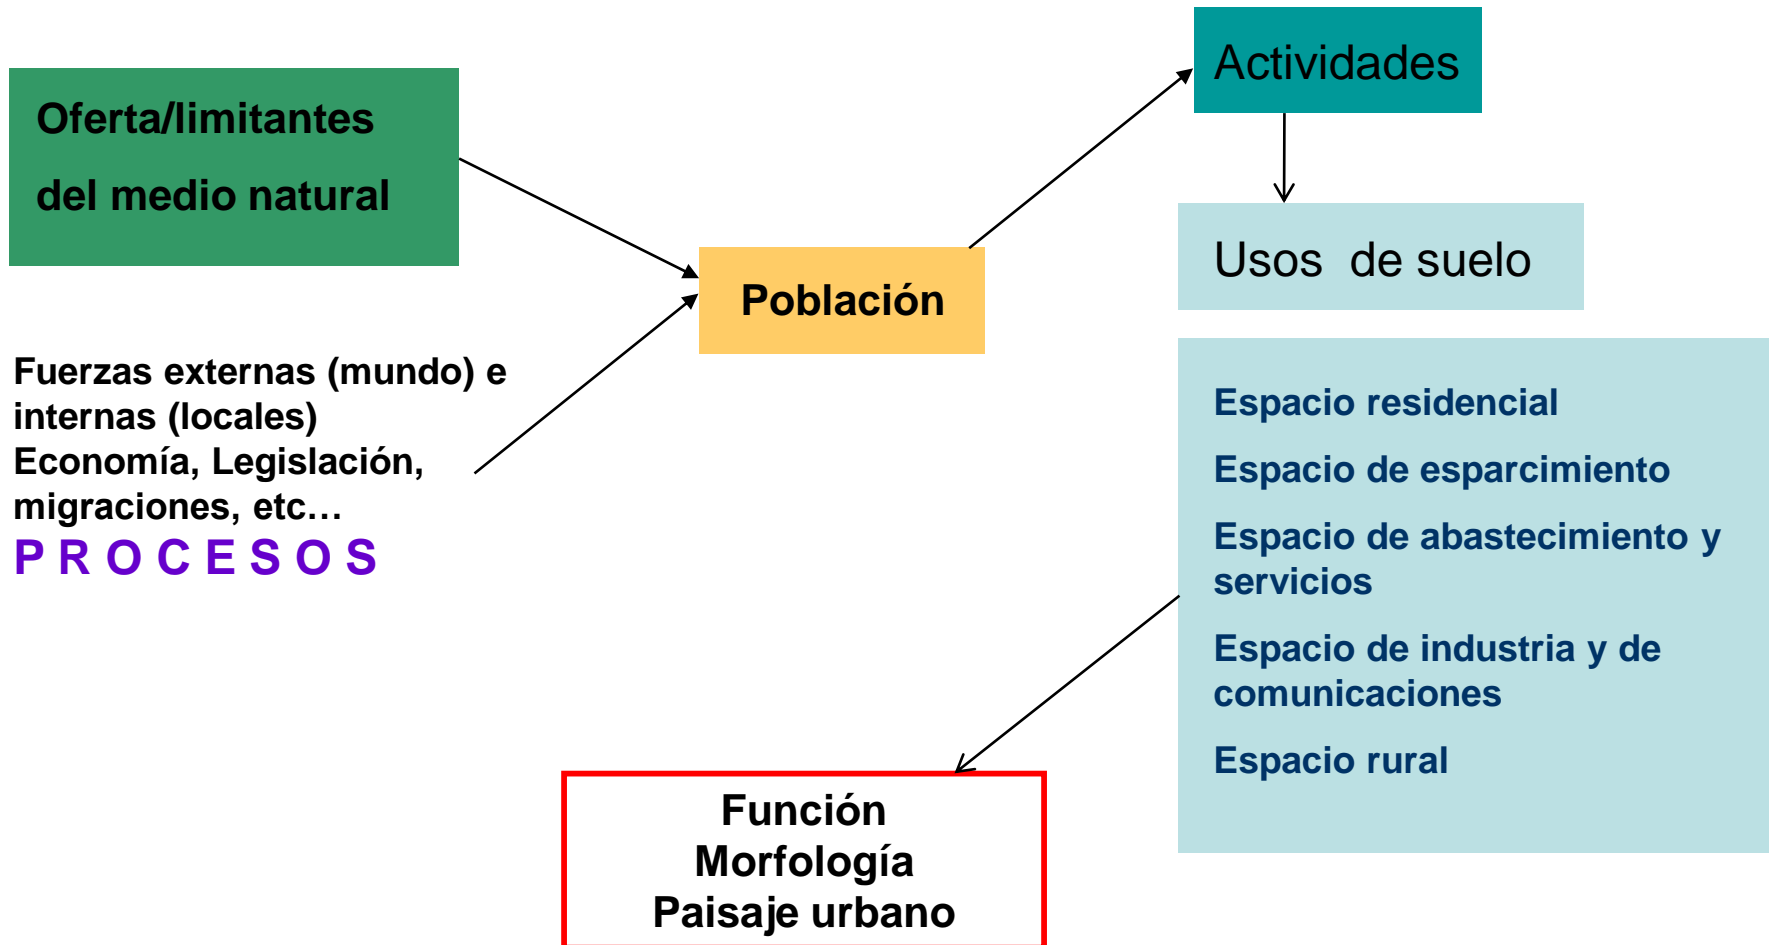 Actividades
Oferta/limitantes
del medio natural
Usos de suelo
Población
Fuerzas externas (mundo) e
internas (locales)
Economía, Legislación,
migraciones, etc…
P R O C E S O S
Espacio residencial
Espacio de esparcimiento
Espacio de abastecimiento y
servicios
Espacio de industria y de
comunicaciones
Espacio rural
Función
Morfología
Paisaje urbano